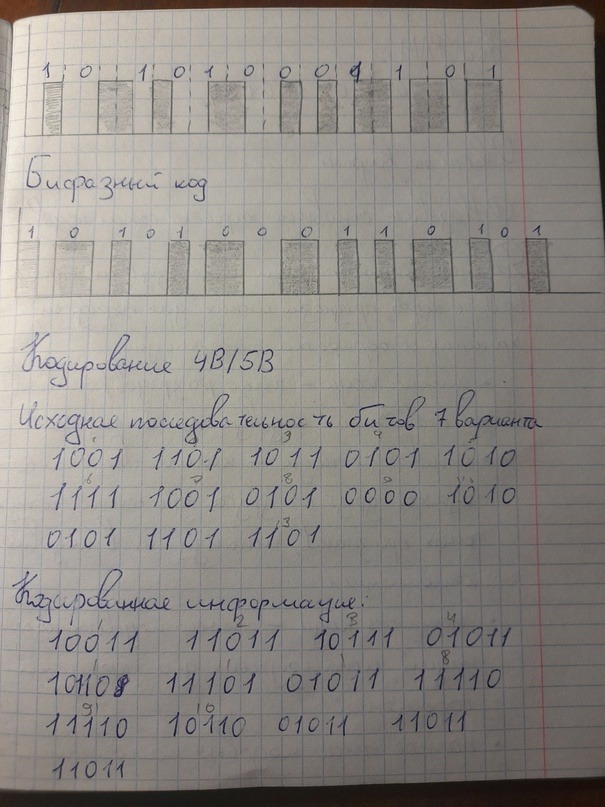 1 0 1 0 1 0 0 0 1 1 0 1
Бифазный код
1 0 1 0 1 0 0 0 1 1 0 1 0 1
Кодирование 4B/5B
Исходная последовательность битов 7 варианта
1001 1101 1011 0101 1010
1111 1001 0101 0000 1010
0101 1101 1101
Кодированная информация:
10011 11011 10111 01011
10110 11101 01011 11110
11110 10110 01011 11011
11011